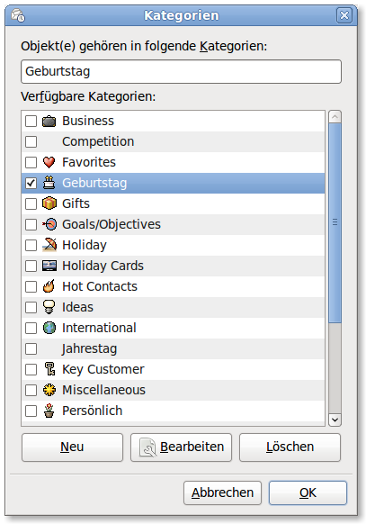 Kategorien
Objekt(e) gehören in folgende Kategorien:
Geburtstag
Verfügbare Kategorien:
Business
Competition
Favorites
Geburtstag
Gifts
Goals/Objectives
Holiday
Holiday Cards
Hot Contacts
Ideas
International
Jahrestag
Key Customer
Miscellaneous
Persönlich
Neu Bearbeiten Löschen
Abbrechen OK